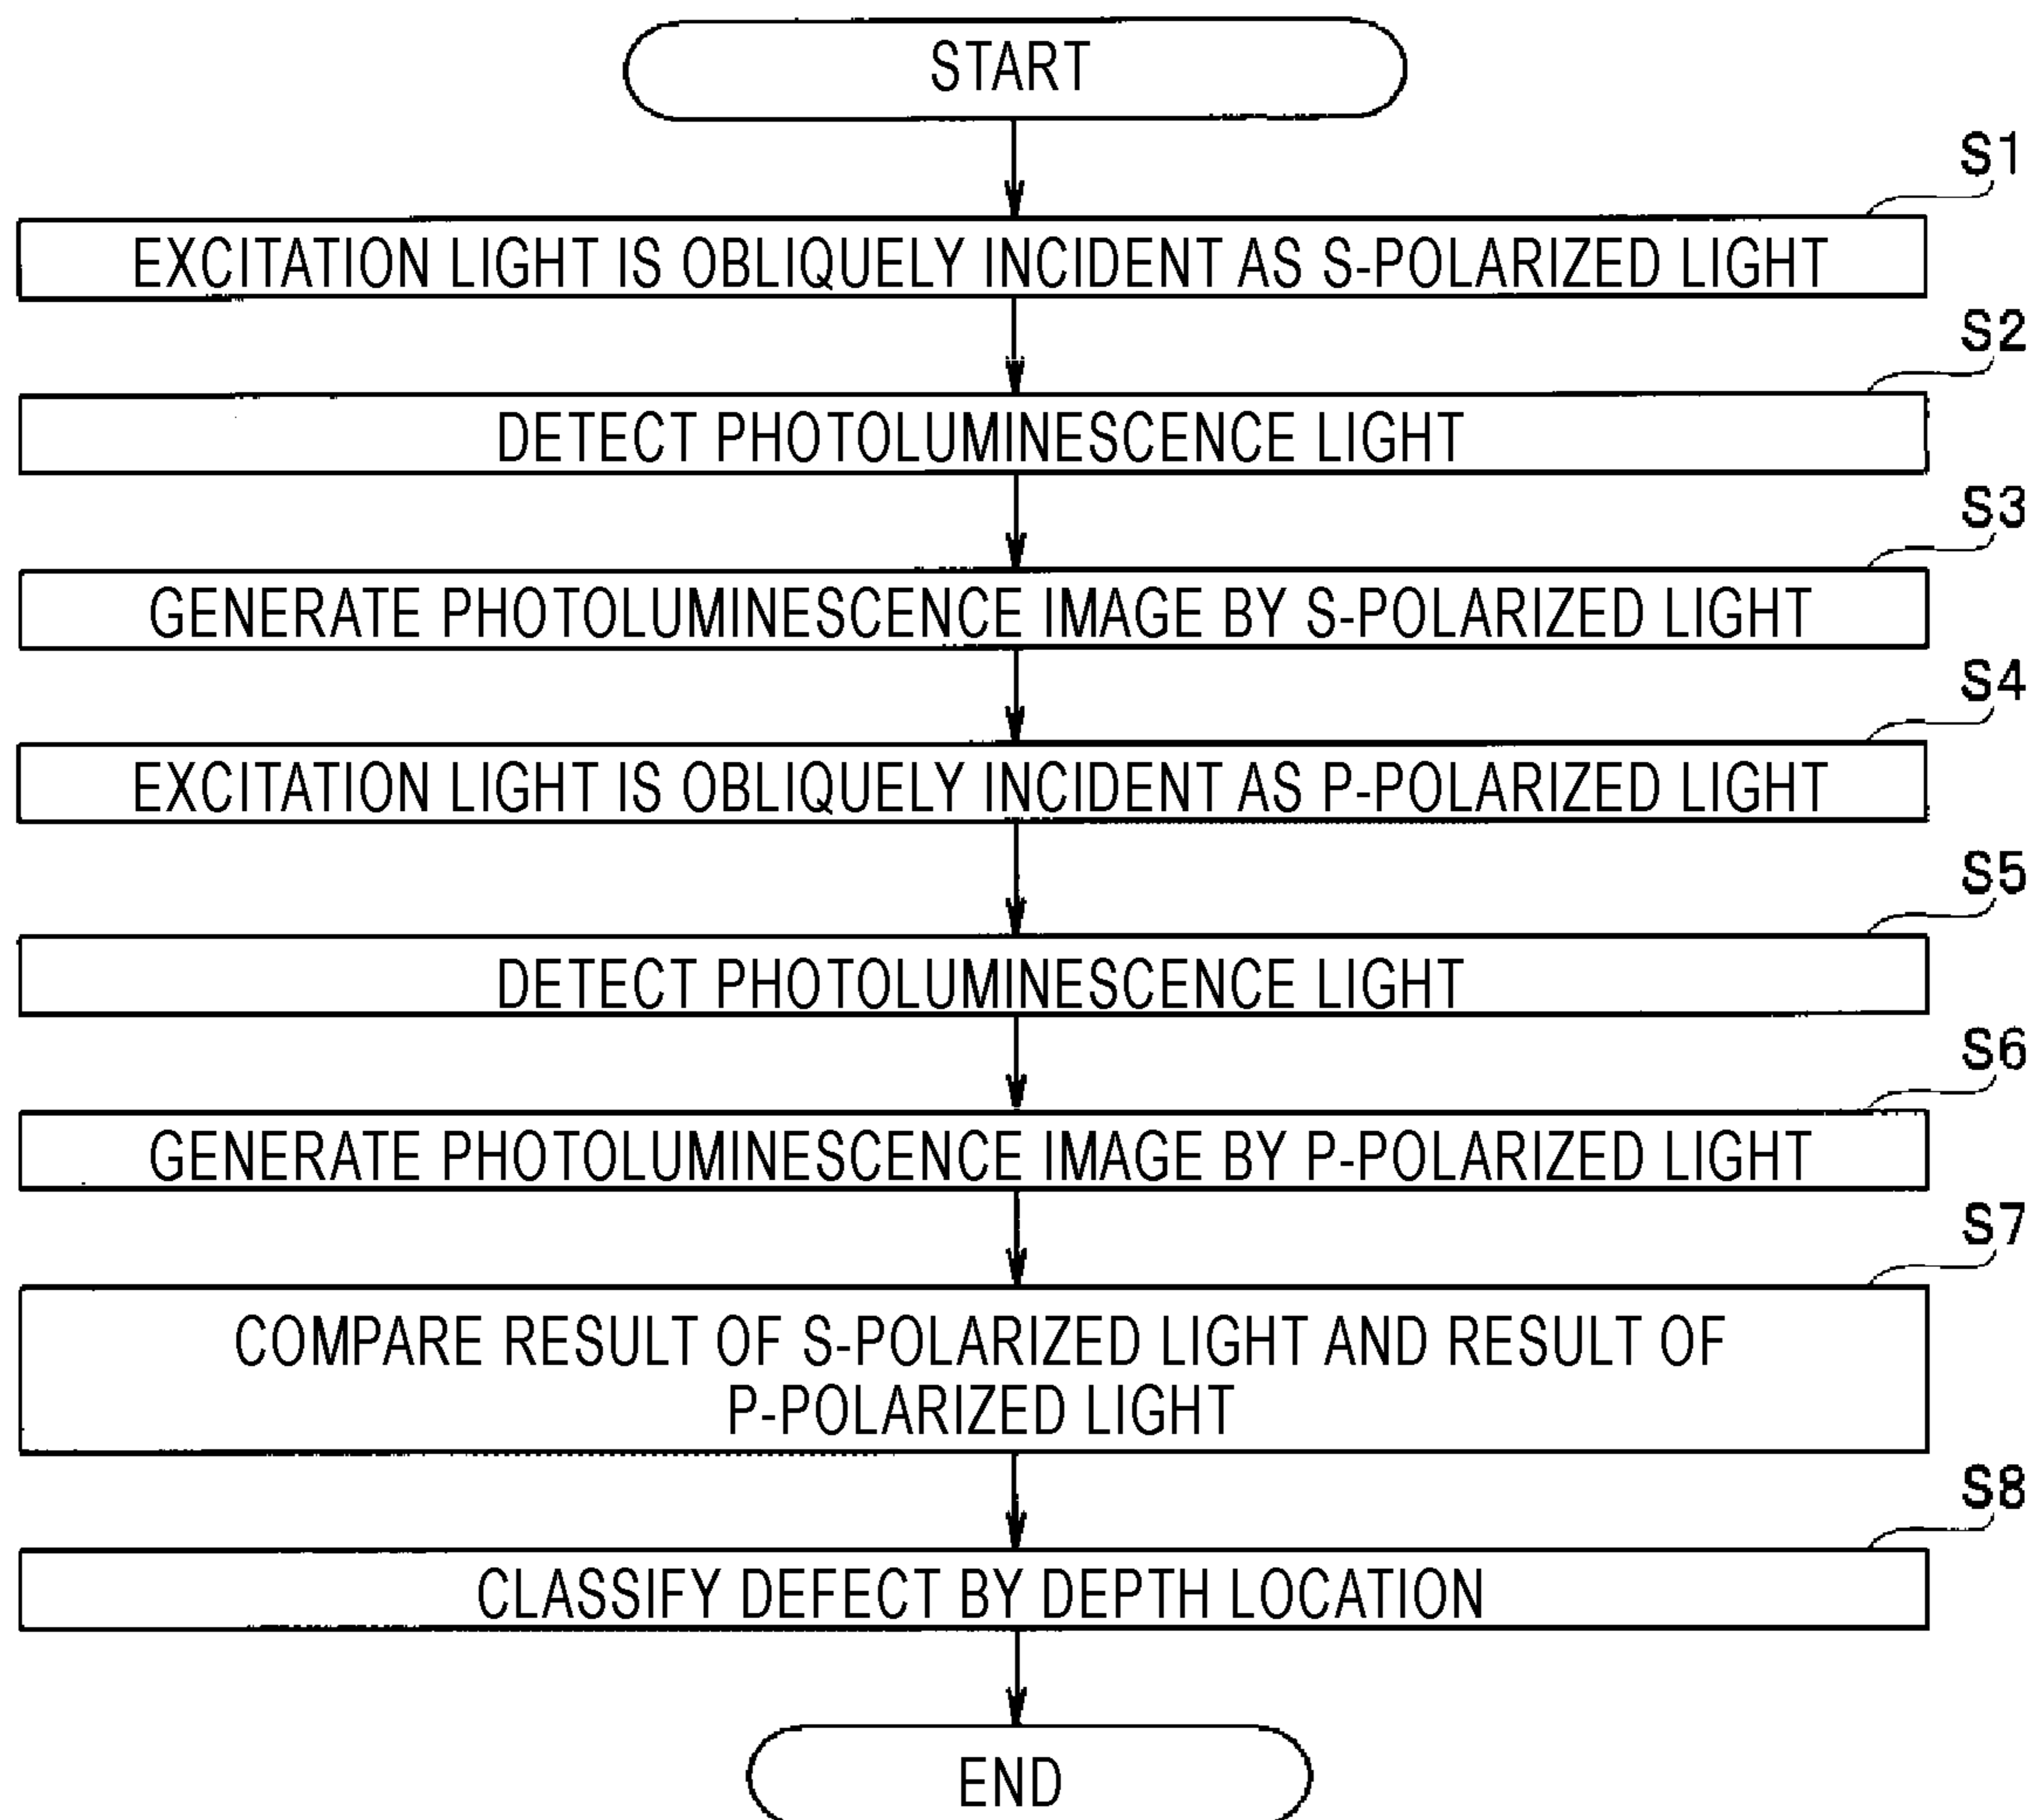 START
S1
EXCITATION LIGHT IS OBLIQUELY INCIDENT AS S-POLARIZED LIGHT
S2
DETECT PHOTOLUMINESCENCE LIGHT
S3
GENERATE PHOTOLUMINESCENCE IMAGE BY S-POLARIZED LIGHT
S4
EXCITATION LIGHT IS OBLIQUELY INCIDENT AS P-POLARIZED LIGHT
S5
DETECT PHOTOLUMINESCENCE LIGHT
S6
GENERATE PHOTOLUMINESCENCE IMAGE BY P-POLARIZED LIGHT
S7
COMPARE RESULT OF S-POLARIZED LIGHT AND RESULT OF
P-POLARIZED LIGHT
S8
CLASSIFY DEFECT BY DEPTH LOCATION
END